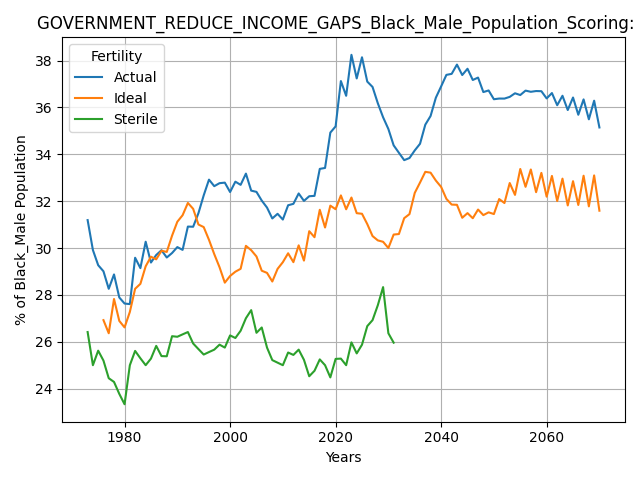 GOVERNMENT_REDUCE_INCOME_GAPS_Black_Male_Population_Scoring:
Fertility
Actual
Ideal
Sterile
38
36
34
32
30
28
26
24
% of Black_Male Population
1980 2000 2020 2040 2060
Years